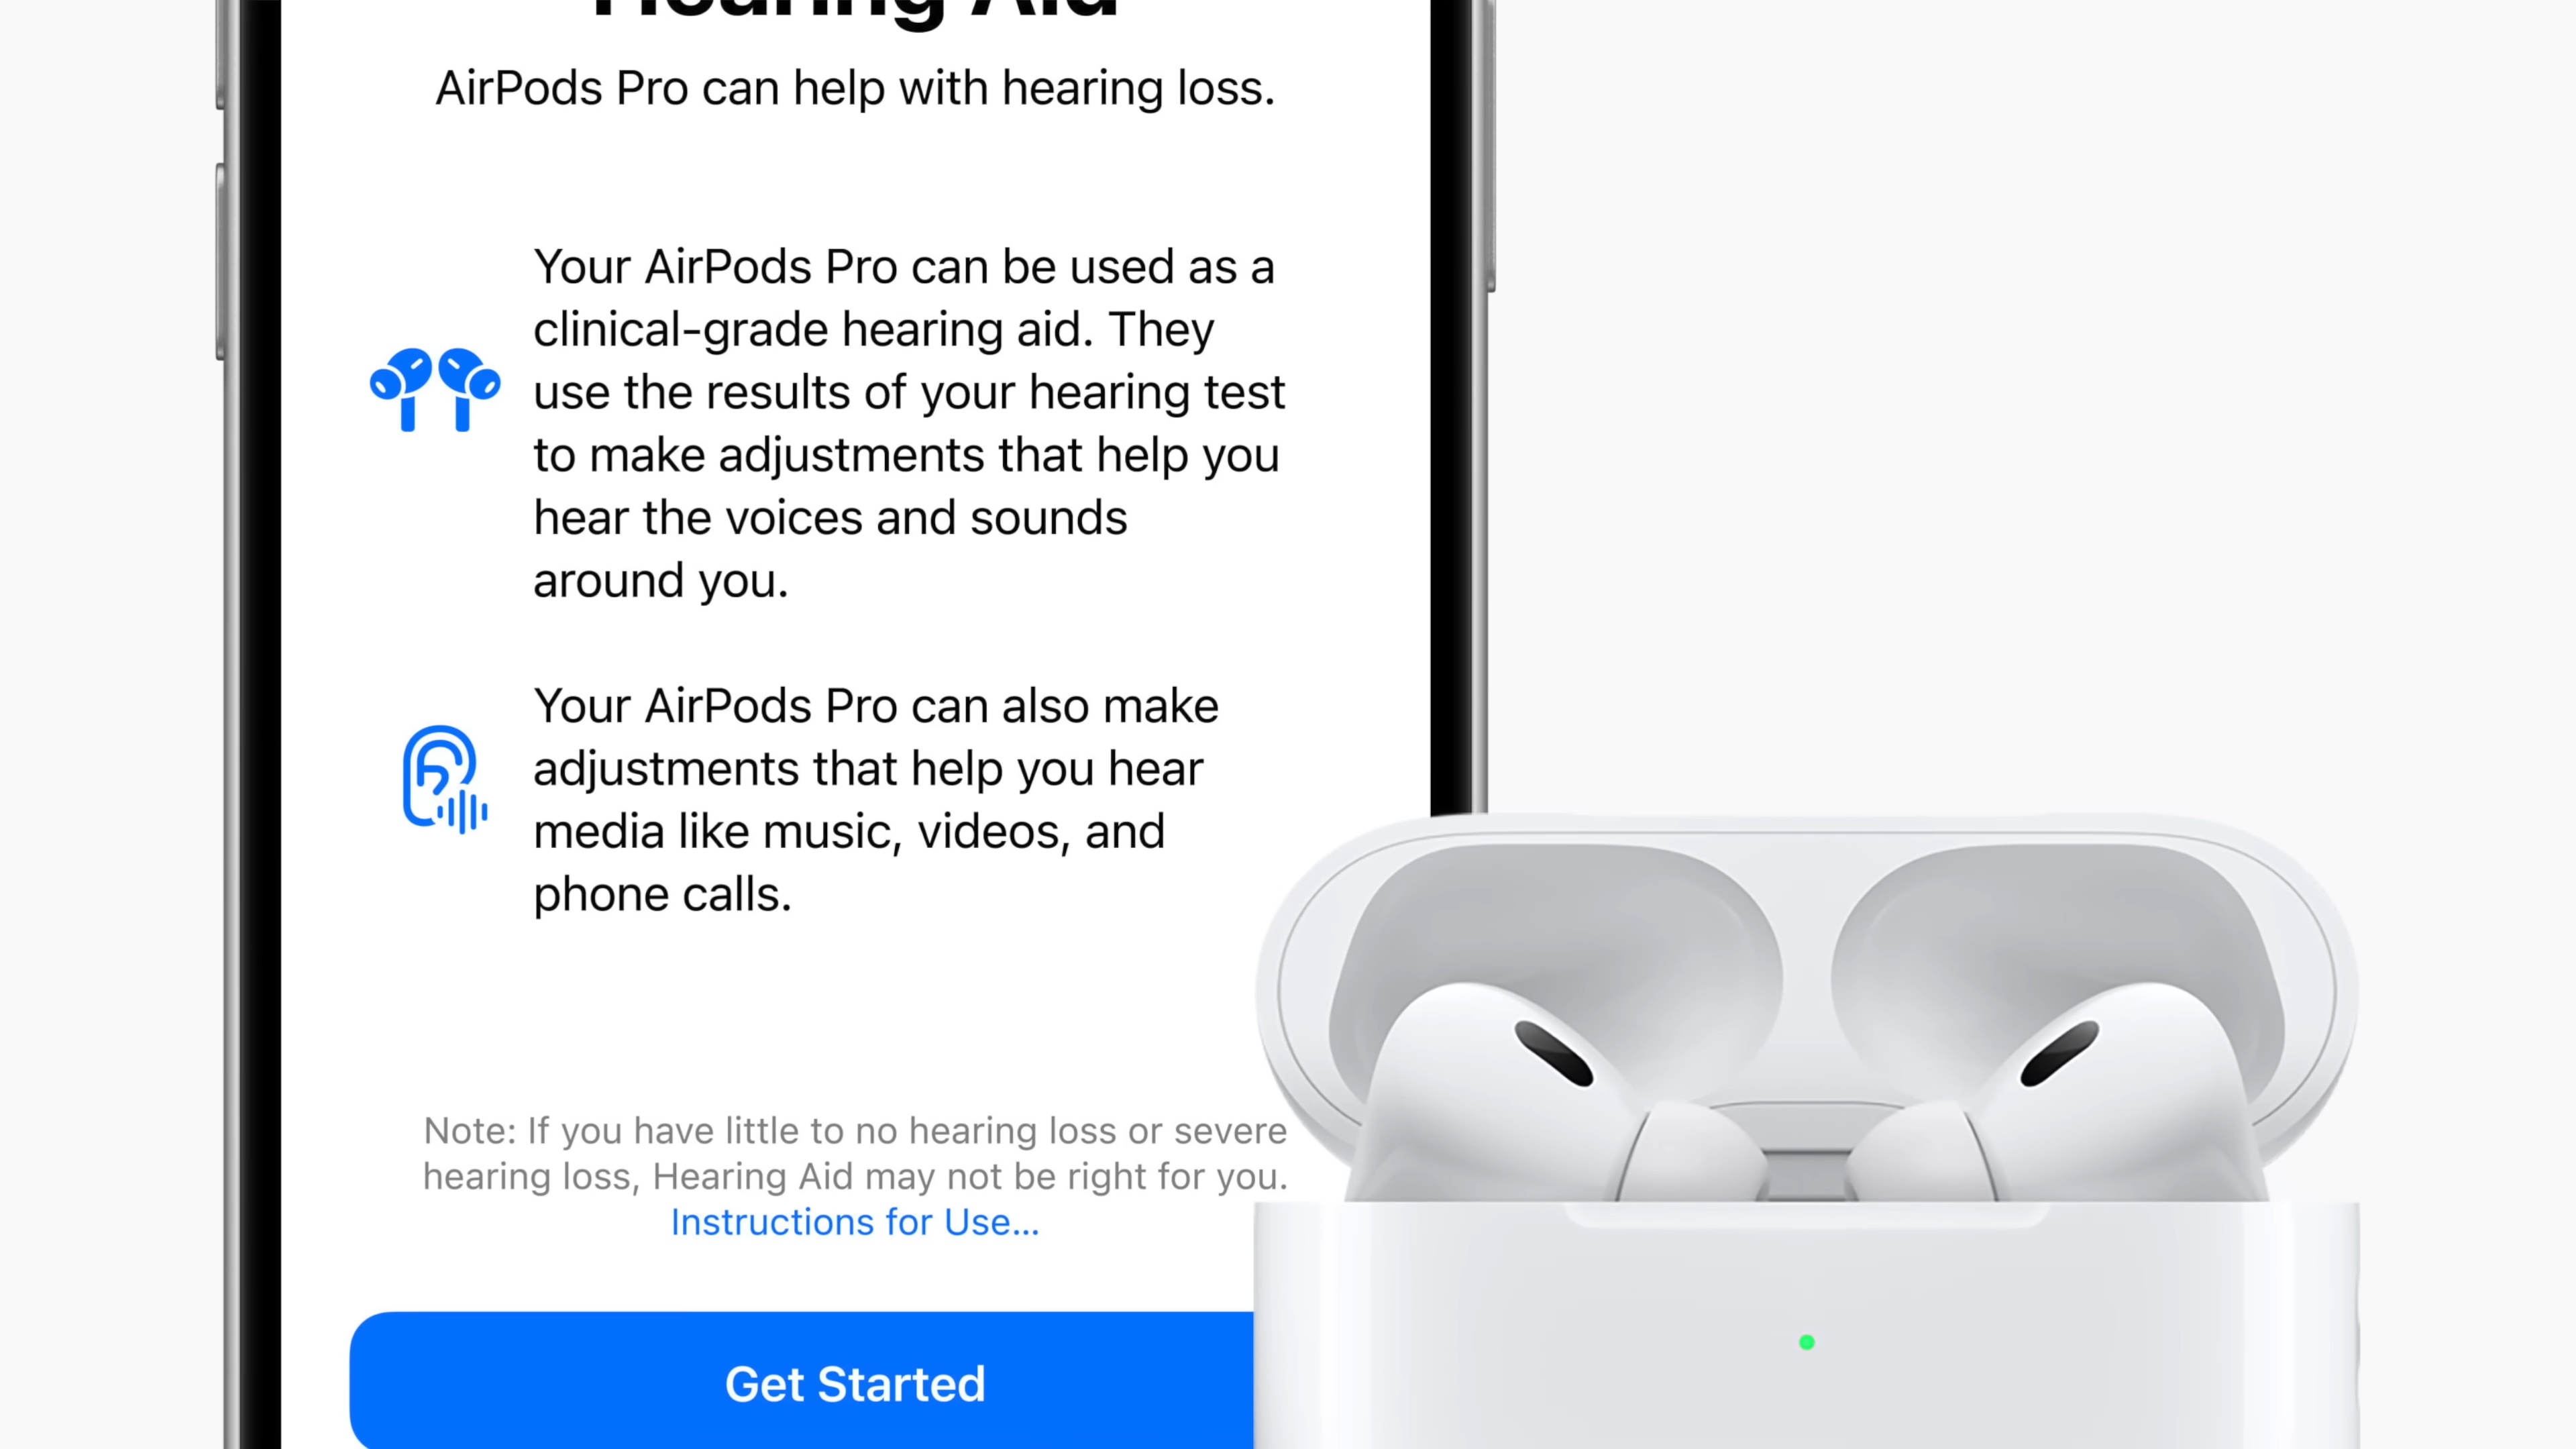 Hearing Aid
AirPods Pro can help with hearing loss.
Your AirPods Pro can be used as a
clinical-grade hearing aid. They
use the results of your hearing test
to make adjustments that help you
hear the voices and sounds
around you.
Your AirPods Pro can also make
adjustments that help you hear
media like music, videos, and
phone calls.
Note: If you have little to no hearing loss or severe
hearing loss, Hearing Aid may not be right for you.
Instructions for Use...
Get Started